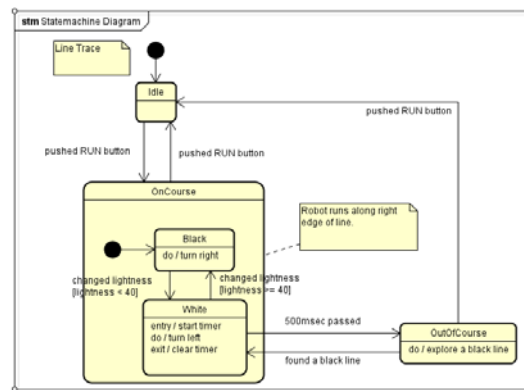 stm Statemachine Diagram
Line Trace
Idle
pushed RUN button
pushed RUN button
pushed RUN button
OnCourse
Robot runs along right
edge of line.
Black
do / turn right
changed lightness
[lightness < 40]
changed lightness
[lightness >= 40]
White
entry / start timer
do / turn left
exit / clear timer
500msec passed
found a black line
OutOfCourse
do / explore a black line